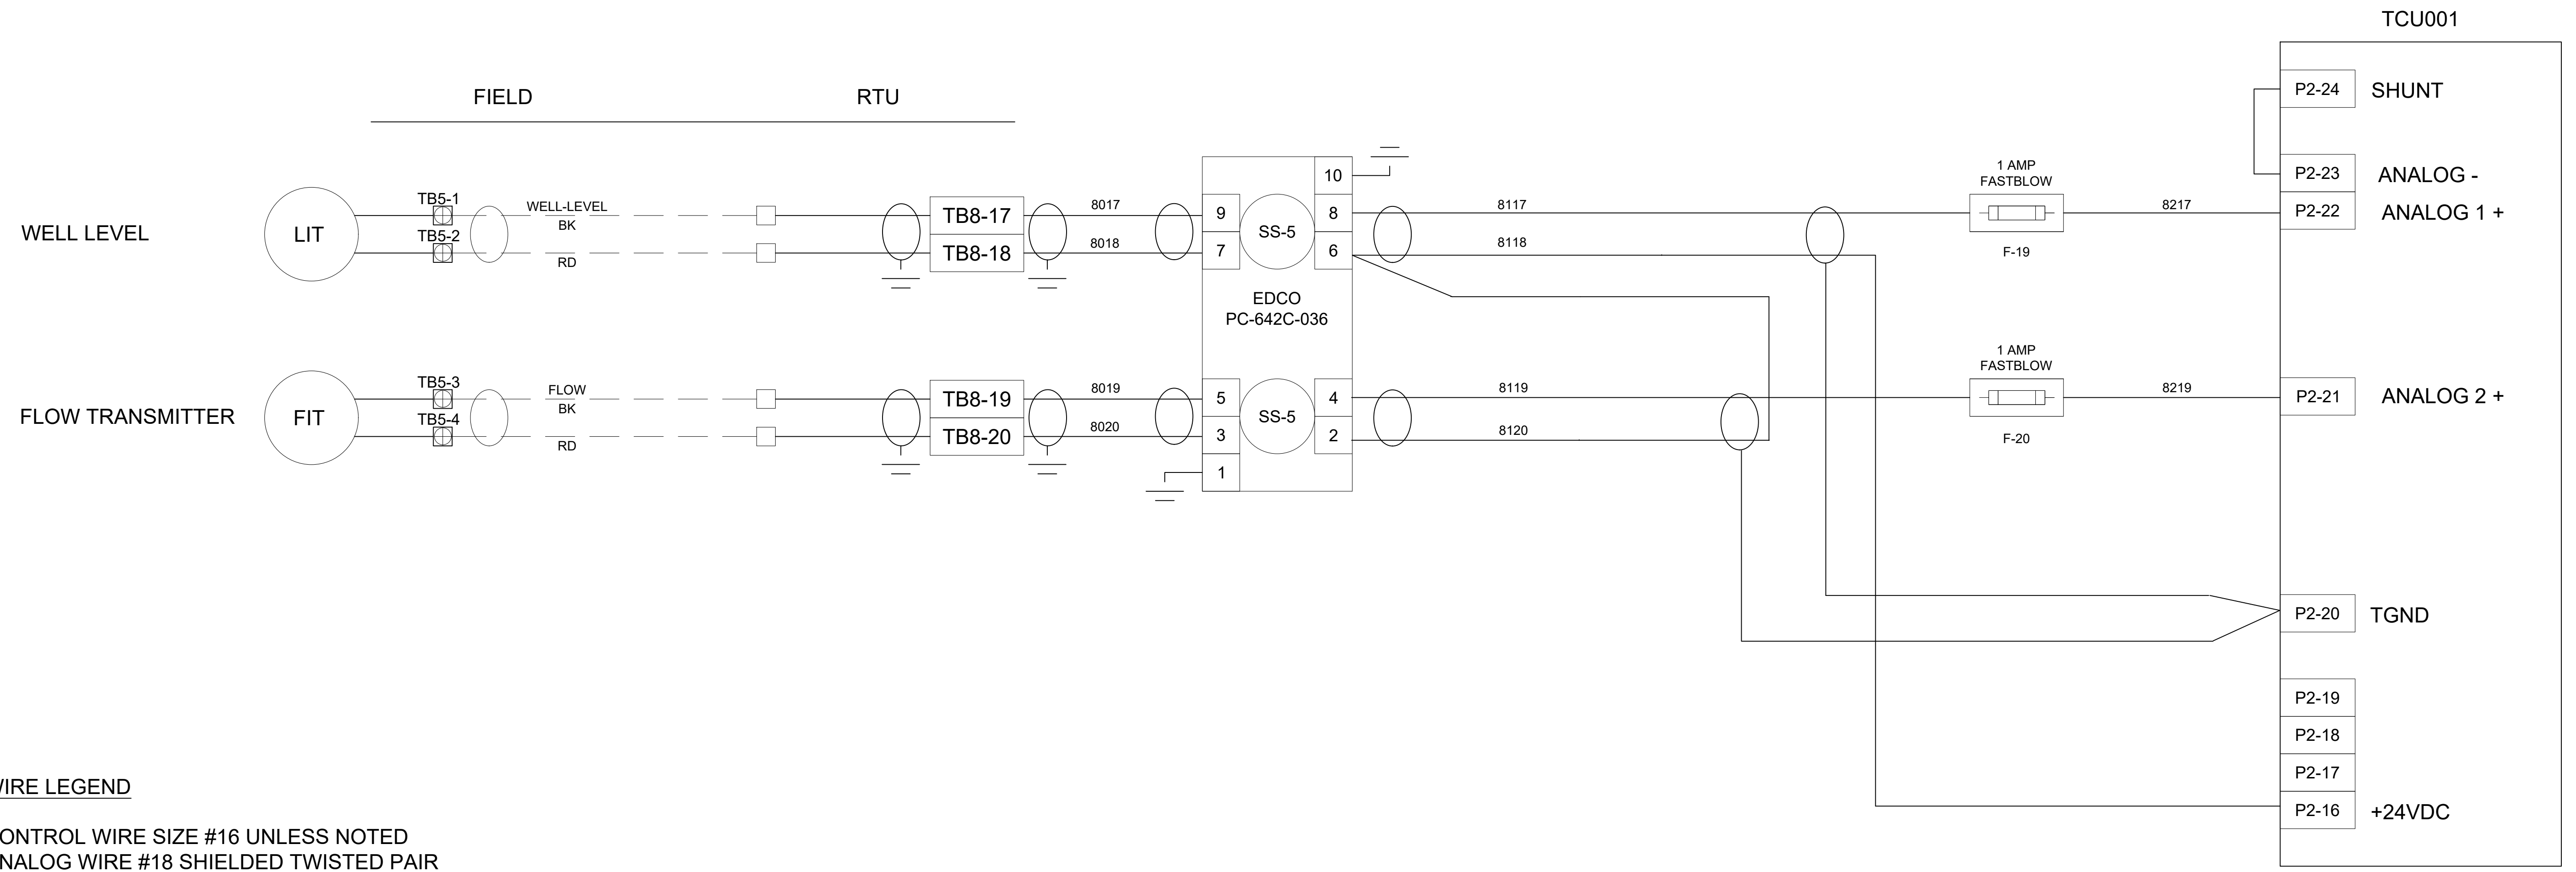 TCU001
FIELD
RTU
P2-24 SHUNT
P2-23 ANALOG -
P2-22 ANALOG 1 +
WELL LEVEL
LIT
TB5-1
TB5-2
WELL-LEVEL
BK
RD
TB8-17
TB8-18
8017
8018
9
7
SS-5
10
8
6
EDCO
PC-642C-036
8117
8118
1 AMP
FASTBLOW
F-19
8217
FLOW TRANSMITTER
FIT
TB5-3
TB5-4
FLOW
BK
RD
TB8-19
TB8-20
8019
8020
5
3
1
SS-5
4
2
8119
8120
1 AMP
FASTBLOW
F-20
8219
P2-21 ANALOG 2 +
P2-20 TGND
P2-19
P2-18
P2-17
P2-16 +24VDC
WIRE LEGEND
ONTROL WIRE SIZE #16 UNLESS NOTED
NALOG WIRE #18 SHIELDED TWISTED PAIR